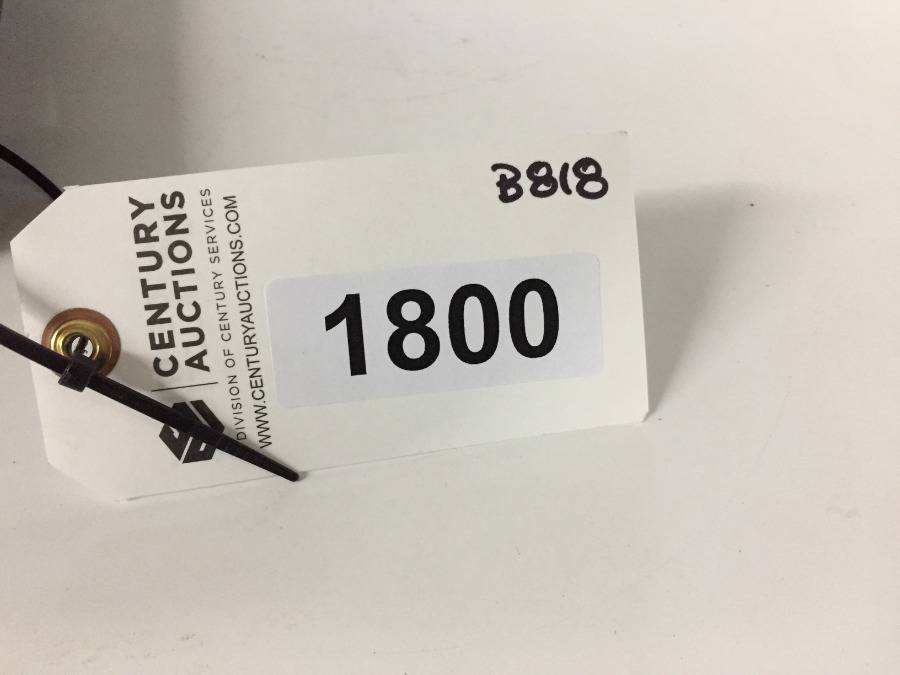 B818
CENTURY
AUCTIONS
DIVISION OF CENTURY SERVICES
WWW.CENTURYAUCTIONS.COM
1800